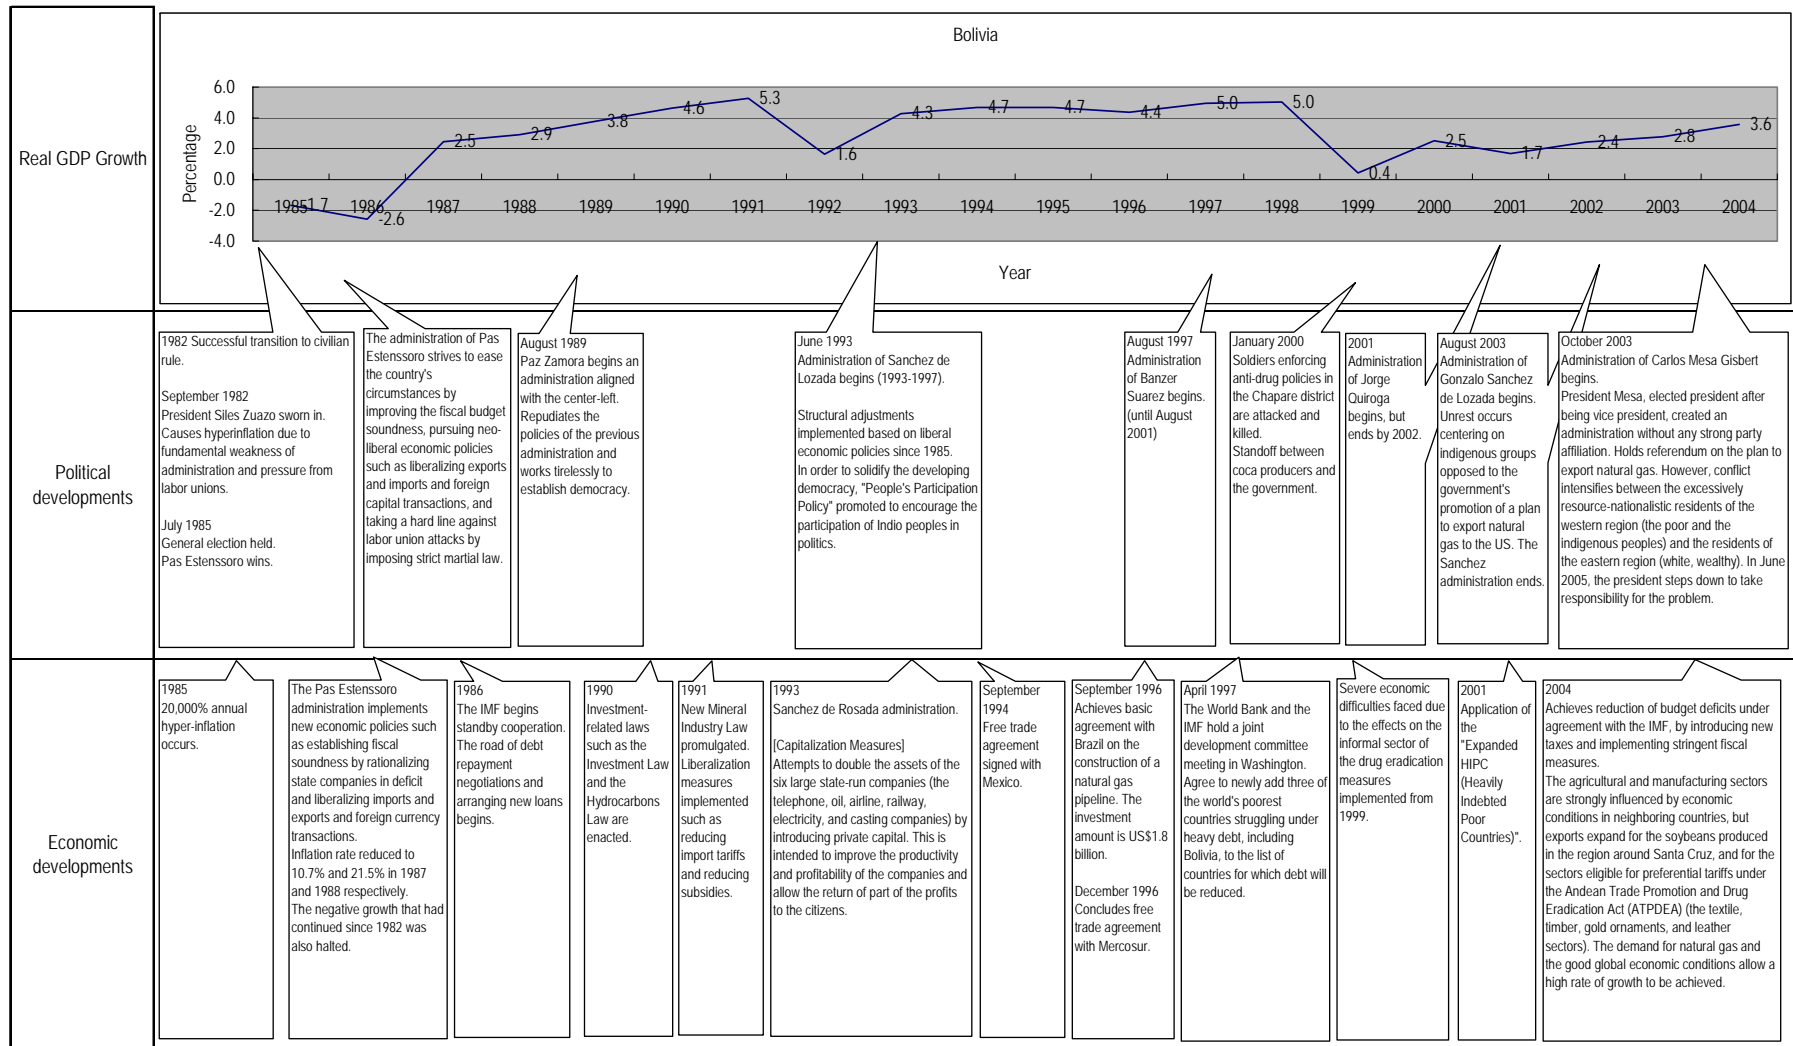 Real GDP Growth
Bolivia
Percentage
6.0
4.0
2.0
0.0
-2.0
-4.0
-1.7
-2.6
2.5
2.9
3.8
4.6
5.3
1.6
4.3
4.7
4.7
4.4
5.0
5.0
0.4
2.5
1.7
2.4
2.8
3.6
1985 1986 1987 1988 1989 1990 1991 1992 1993 1994 1995 1996 1997 1998 1999 2000 2001 2002 2003 2004
Year
Political
developments
1982 Successful transition to civilian
rule.
September 1982
President Siles Zuazo sworn in.
Causes hyperinflation due to
fundamental weakness of
administration and pressure from
labor unions.
July 1985
General election held.
Pas Estenssoro wins.
The administration of Pas
Estenssoro strives to ease
the country's
circumstances by
improving the fiscal budget
soundness, pursuing neo-
liberal economic policies
such as liberalizing exports
and imports and foreign
capital transactions, and
taking a hard line against
labor union attacks by
imposing strict martial law.
August 1989
Paz Zamora begins an
administration aligned
with the center-left.
Repudiates the
policies of the previous
administration and
works tirelessly to
establish democracy.
June 1993
Administration of Sanchez de
Lozada begins (1993-1997).
Structural adjustments
implemented based on liberal
economic policies since 1985.
In order to solidify the developing
democracy, "People's Participation
Policy" promoted to encourage the
participation of Indio peoples in
politics.
August 1997
Administration
of Banzer
Suarez begins.
(until August
2001)
January 2000
Soldiers enforcing
anti-drug policies in
the Chapare district
are attacked and
killed.
Standoff between
coca producers and
the government.
2001
Administration
of Jorge
Quiroga
begins, but
ends by 2002.
August 2003
Administration of
Gonzalo Sanchez
de Lozada begins.
Unrest occurs
centering on
indigenous groups
opposed to the
government's
promotion of a plan
to export natural
gas to the US. The
Sanchez
administration ends.
October 2003
Administration of Carlos Mesa Gisbert
begins.
President Mesa, elected president after
being vice president, created an
administration without any strong party
affiliation. Holds referendum on the plan to
export natural gas. However, conflict
intensifies between the excessively
resource-nationalistic residents of the
western region (the poor and the
indigenous peoples) and the residents of
the eastern region (white, wealthy). In June
2005, the president steps down to take
responsibility for the problem.
Economic
developments
1985
20,000% annual
hyper-inflation
occurs.
The Pas Estenssoro
administration implements
new economic policies such
as establishing fiscal
soundness by rationalizing
state companies in deficit
and liberalizing imports and
exports and foreign currency
transactions.
Inflation rate reduced to
10.7% and 21.5% in 1987
and 1988 respectively.
The negative growth that had
continued since 1982 was
also halted.
1986
The IMF begins
standby cooperation.
The road of debt
repayment
negotiations and
arranging new loans
begins.
1990
Investment-
related laws
such as the
Investment Law
and the
Hydrocarbons
Law are
enacted.
1991
New Mineral
Industry Law
promulgated.
Liberalization
measures
implemented
such as
reducing
import tariffs
and reducing
subsidies.
1993
Sanchez de Rosada administration.
[Capitalization Measures]
Attempts to double the assets of the
six large state-run companies (the
telephone, oil, airline, railway,
electricity, and casting companies) by
introducing private capital. This is
intended to improve the productivity
and profitability of the companies and
allow the return of part of the profits
to the citizens.
September
1994
Free trade
agreement
signed with
Mexico.
September 1996
Achieves basic
agreement with
Brazil on the
construction of a
natural gas
pipeline. The
investment
amount is US$1.8
billion.
December 1996
Concludes free
trade agreement
with Mercosur.
April 1997
The World Bank and the
IMF hold a joint
development committee
meeting in Washington.
Agree to newly add three of
the world's poorest
countries struggling under
heavy debt, including
Bolivia, to the list of
countries for which debt will
be reduced.
Severe economic
difficulties faced due
to the effects on the
informal sector of
the drug eradication
measures
implemented from
1999.
2001
Application of
the
"Expanded
HIPC
(Heavily
Indebted
Poor
Countries)".
2004
Achieves reduction of budget deficits under
agreement with the IMF, by introducing new
taxes and implementing stringent fiscal
measures.
The agricultural and manufacturing sectors
are strongly influenced by economic
conditions in neighboring countries, but
exports expand for the soybeans produced
in the region around Santa Cruz, and for the
sectors eligible for preferential tariffs under
the Andean Trade Promotion and Drug
Eradication Act (ATPDEA) (the textile,
timber, gold ornaments, and leather
sectors). The demand for natural gas and
the good global economic conditions allow a
high rate of growth to be achieved.